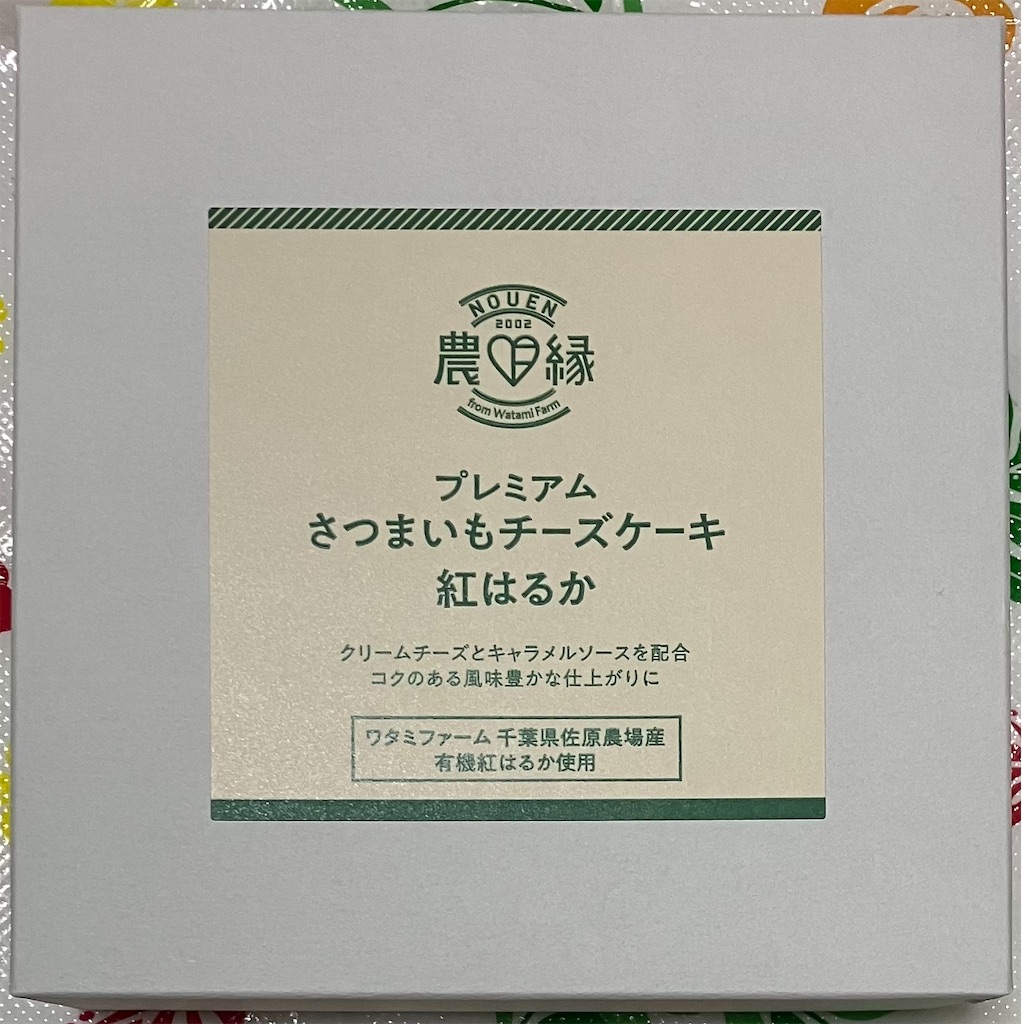 NOUEN
2002
農縁
from Watami Farm
プレミアム
さつまいもチーズケーキ
紅はるか
クリームチーズとキャラメルソースを配合
コクのある風味豊かな仕上がりに
ワタミファーム 千葉県佐原農場産
有機紅はるか使用